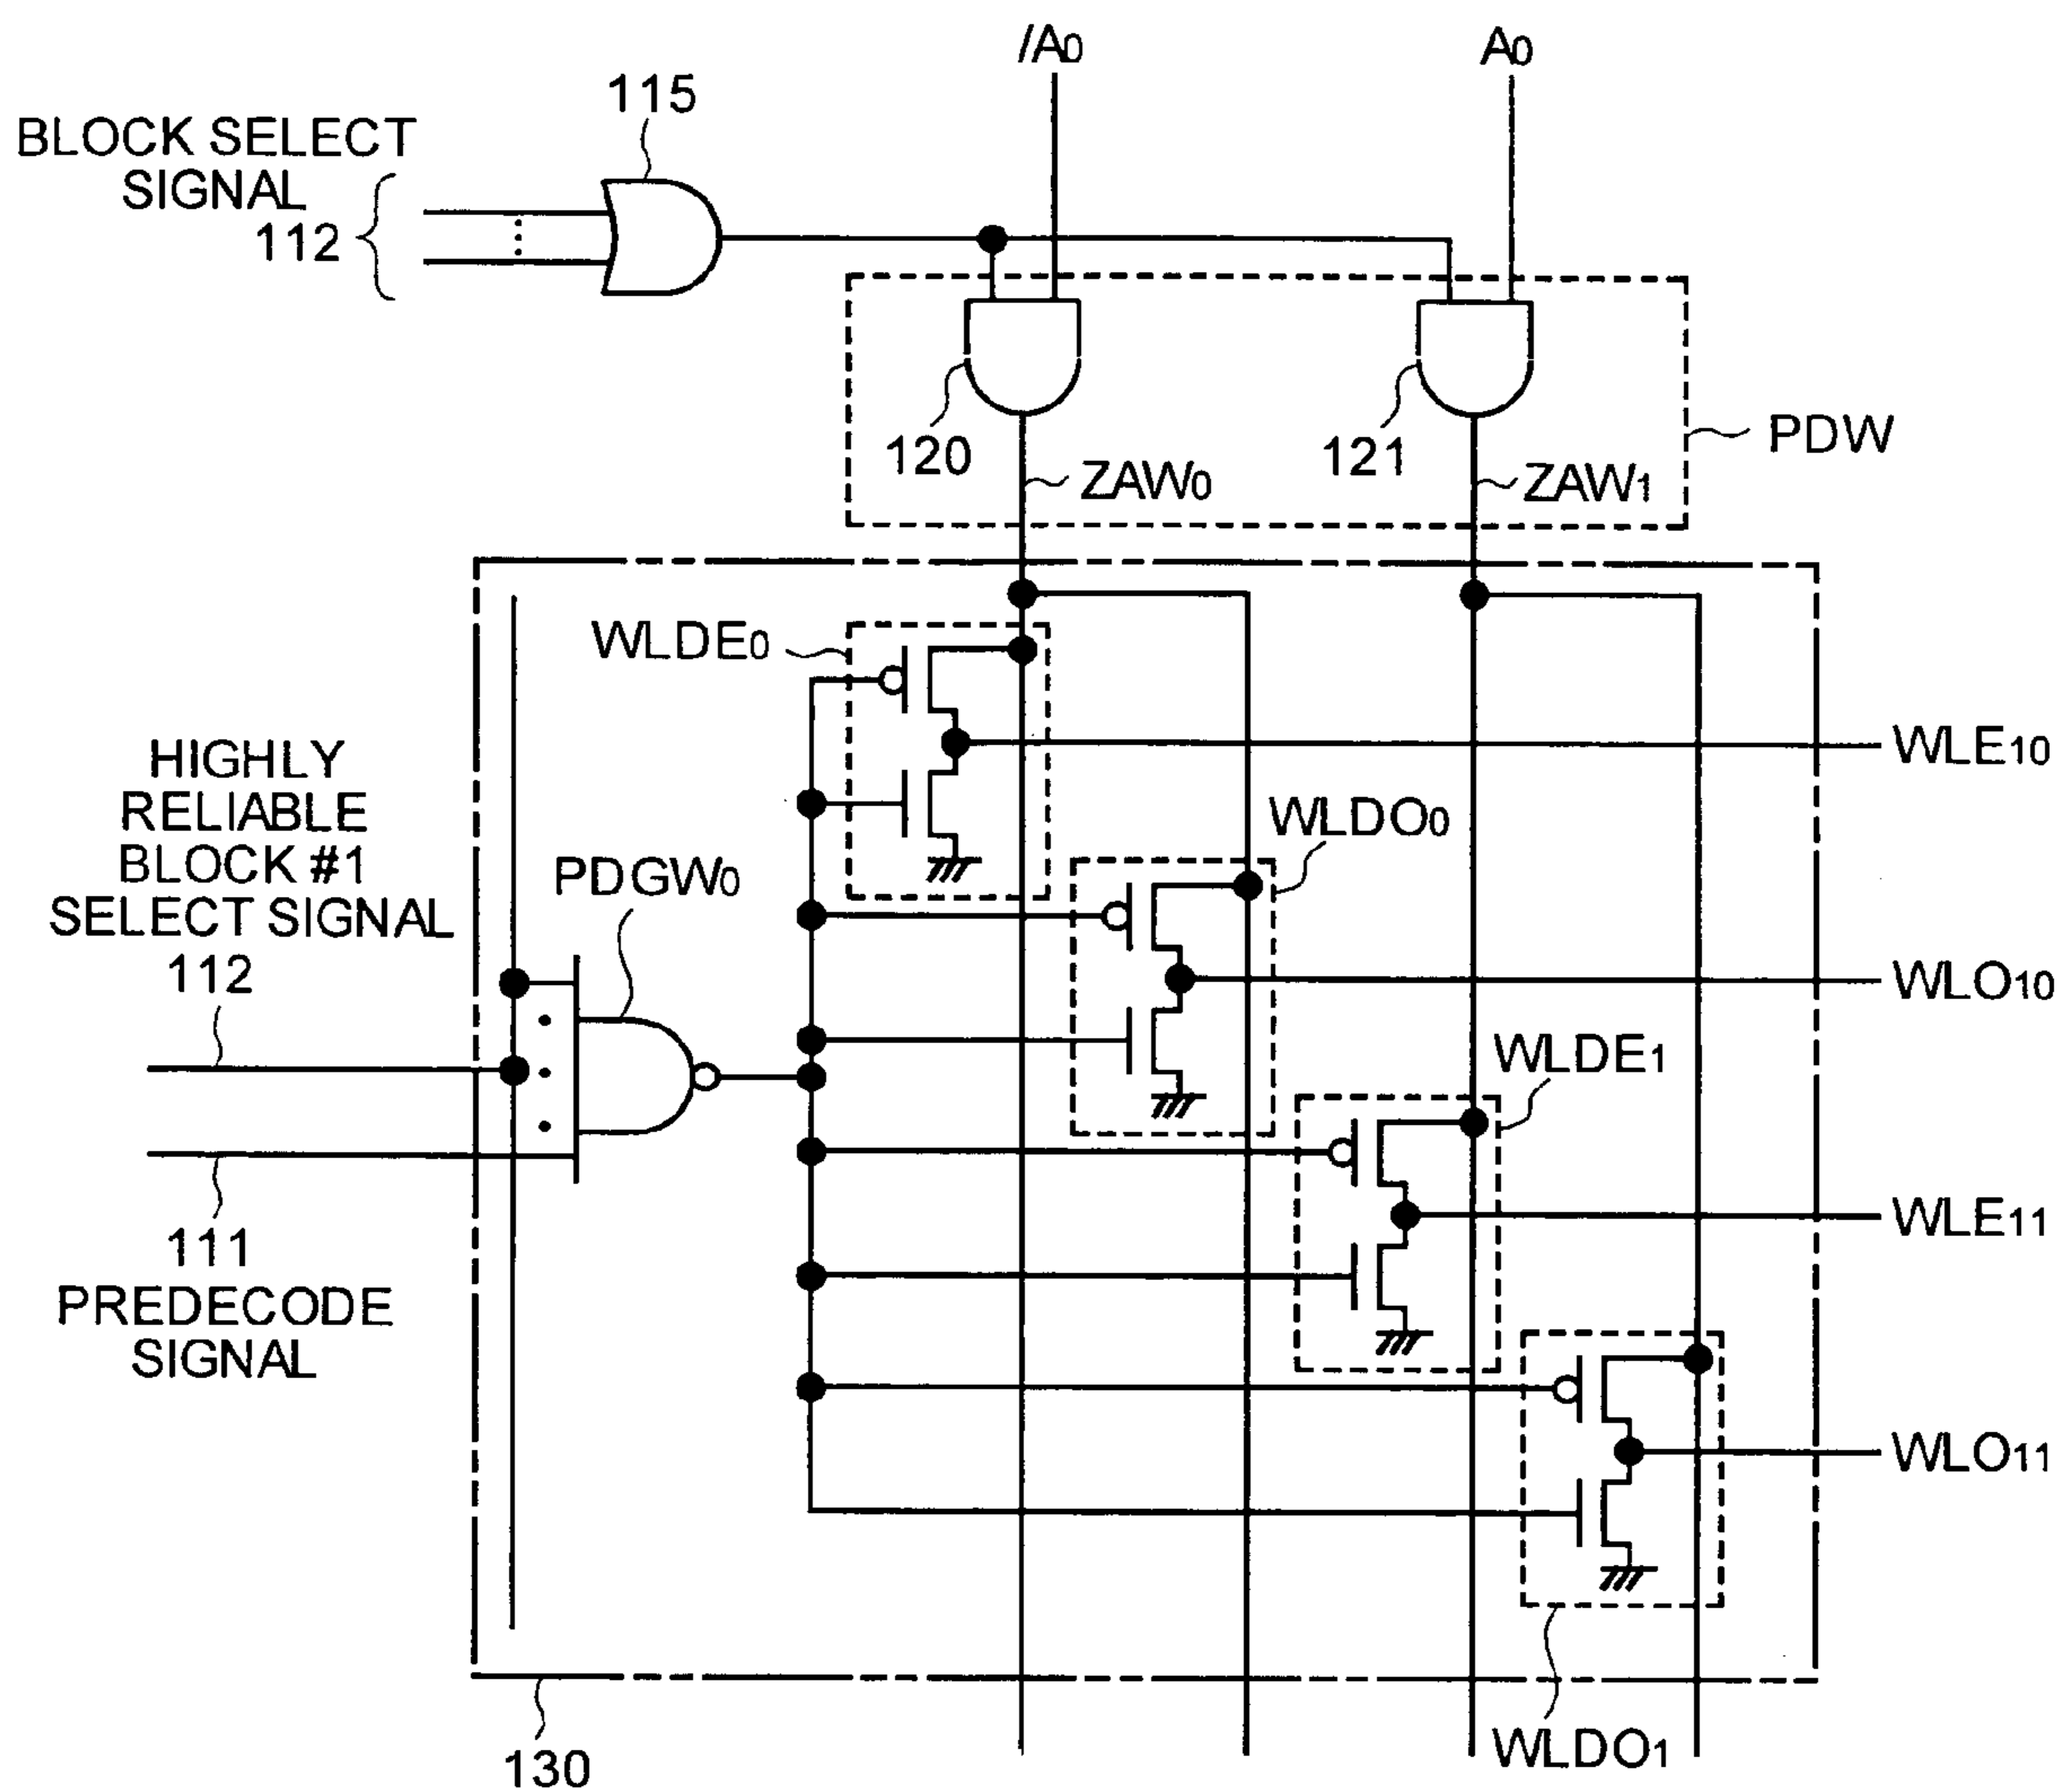 /A0
A0
115
BLOCK SELECT
SIGNAL
112
120
121
PDW
ZAW0
ZAW1
WLDE0
WLE10
HIGHLY
RELIABLE
BLOCK #1
SELECT SIGNAL
112
PDGW0
WLDO0
WLO10
WLDE1
WLE11
111
PREDECODE
SIGNAL
WLO11
130
WLDO1